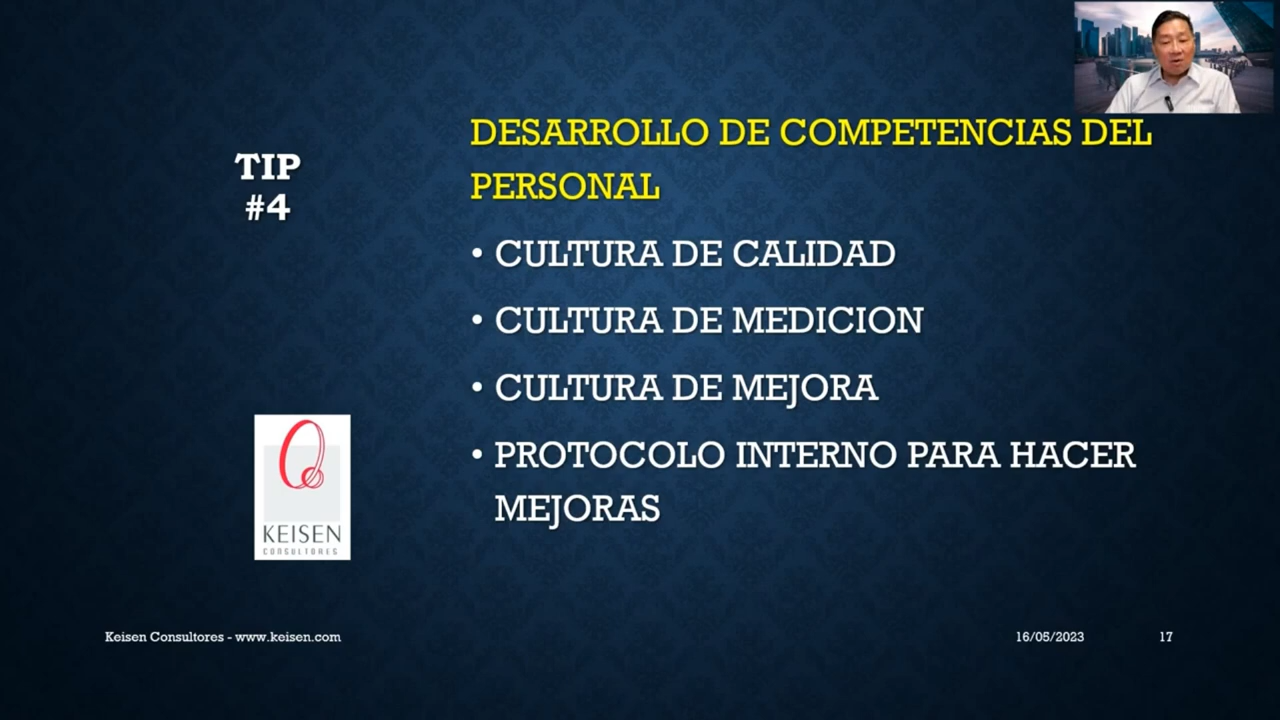 TIP
#4
DESARROLLO DE COMPETENCIAS DEL
PERSONAL
• CULTURA DE CALIDAD
• CULTURA DE MEDICION
• CULTURA DE MEJORA
• PROTOCOLO INTERNO PARA HACER
MEJORAS
KEISEN
CONSULTORES
Keisen Consultores - www.keisen.com
16/05/2023
17